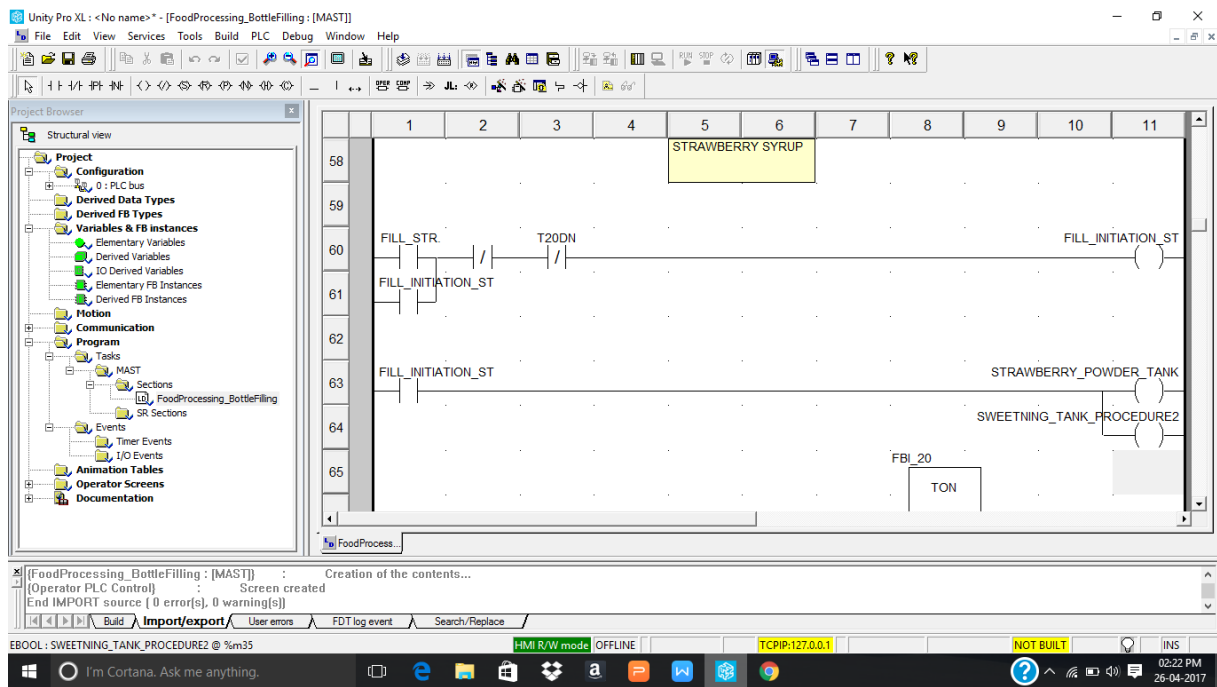 Unity Pro XL : <No name>* - [FoodProcessing_BottleFilling : [MAST]]
File Edit View Services Tools Build PLC Debug Window Help
Project Browser
Structural view
Project
Configuration
0 : PLC bus
Derived Data Types
Derived FB Types
Variables & FB instances
Elementary Variables
Derived Variables
IO Derived Variables
Elementary FB Instances
Derived FB Instances
Motion
Communication
Program
Tasks
MAST
Sections
LD FoodProcessing_BottleFilling
SR Sections
Events
Timer Events
I/O Events
Animation Tables
Operator Screens
Documentation
1 2 3 4 5 6 7 8 9 10 11
58 STRAWBERRY SYRUP
59
FILL_STR. T20DN FILL_INITIATION_ST
60
61 FILL_INITIATION_ST
62
FILL_INITIATION_ST STRAWBERRY_POWDER_TANK
63
64 SWEETNING_TANK_PROCEDURE2
FBI_20
65 TON
FoodProcess...
{FoodProcessing_BottleFilling : [MAST]} : Creation of the contents...
{Operator PLC Control} : Screen created
End IMPORT source ( 0 error(s), 0 warning(s))
Build Import/export User errors FDT log event Search/Replace
EBOOL : SWEETNING_TANK_PROCEDURE2 @ %m35 HMI R/W mode OFFLINE TCPIP:127.0.0.1 NOT BUILT INS
I'm Cortana. Ask me anything.
02:22 PM
26-04-2017